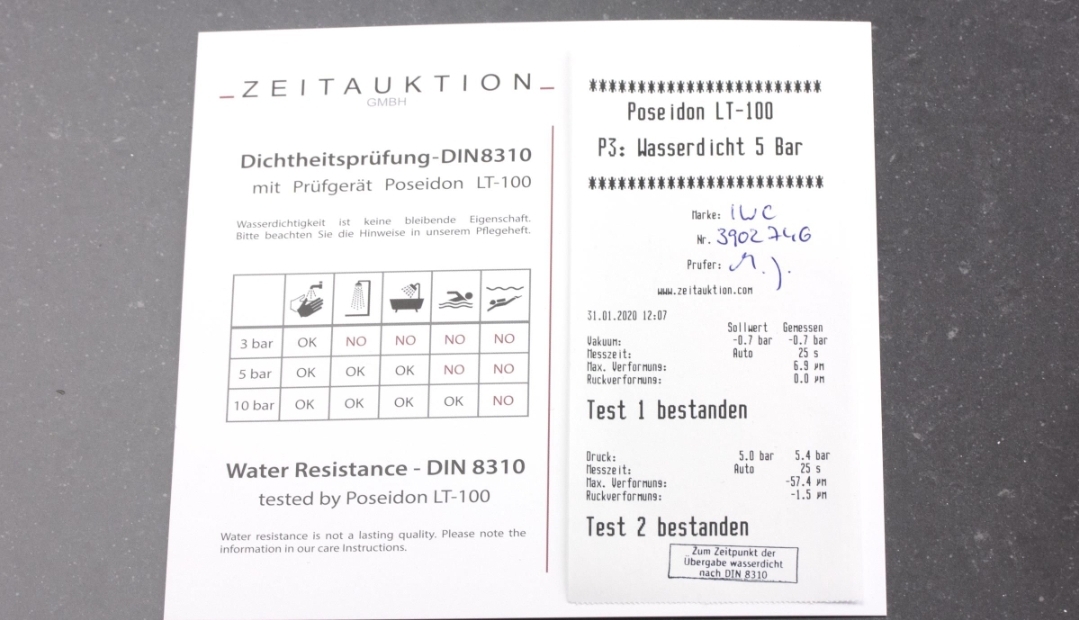 ZEITAUKTION
GMBH
Dichtheitsprüfung-DIN8310
mit Prüfgerät Poseidon LT-100
Wasserdichtigkeit ist keine bleibende Eigenschaft.
Bitte beachten Sie die Hinweise in unserem Pflegeheft.
3 bar OK NO NO NO NO
5 bar OK OK OK NO NO
10 bar OK OK OK OK NO
Water Resistance - DIN 8310
tested by Poseidon LT-100
Water resistance is not a lasting quality. Please note the
information in our care Instructions.
************************
Poseidon LT-100
P3: Wasserdicht 5 Bar
************************
Marke: IWC
Nr. 3902746
Prufer:
www.zeitauktion.com
31.01.2020 12:07
Sollwert Gemessen
Vakuum: -0.7 bar -0.7 bar
Messzeit: Auto 25 s
Max. Verformung: 6.9 µm
Ruckverformung: 0.0 µm
Test 1 bestanden
Druck: 5.0 bar 5.4 bar
Messzeit: Auto 25 s
Max. Verformung: -57.4 µm
Ruckverformung: -1.5 µm
Test 2 bestanden
Zum Zeitpunkt der
Übergabe wasserdicht
nach DIN 8310